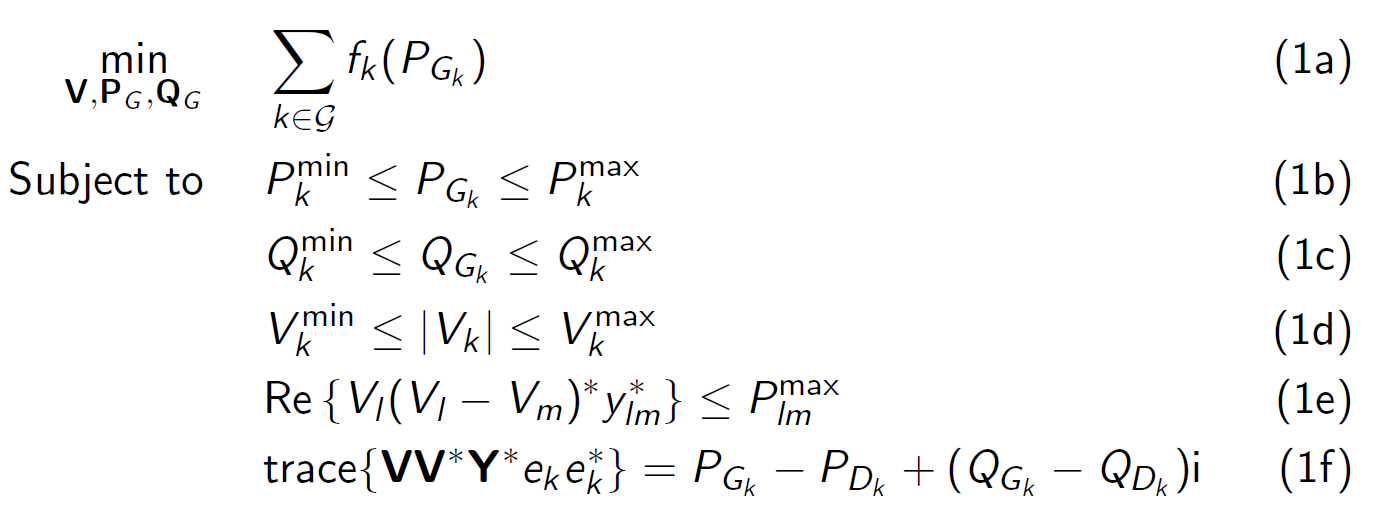 min_{𝐕,𝐏_G,𝐐_G} ∑_{k∈𝒢} f_k(P_{G_k}) (1a)
Subject to P_k^{min} ≤ P_{G_k} ≤ P_k^{max} (1b)
Q_k^{min} ≤ Q_{G_k} ≤ Q_k^{max} (1c)
V_k^{min} ≤ |V_k| ≤ V_k^{max} (1d)
Re {V_l(V_l − V_m)^* y_{lm}^*} ≤ P_{lm}^{max} (1e)
trace{𝐕𝐕^*𝐘^* e_k e_k^*} = P_{G_k} − P_{D_k} + (Q_{G_k} − Q_{D_k})i (1f)